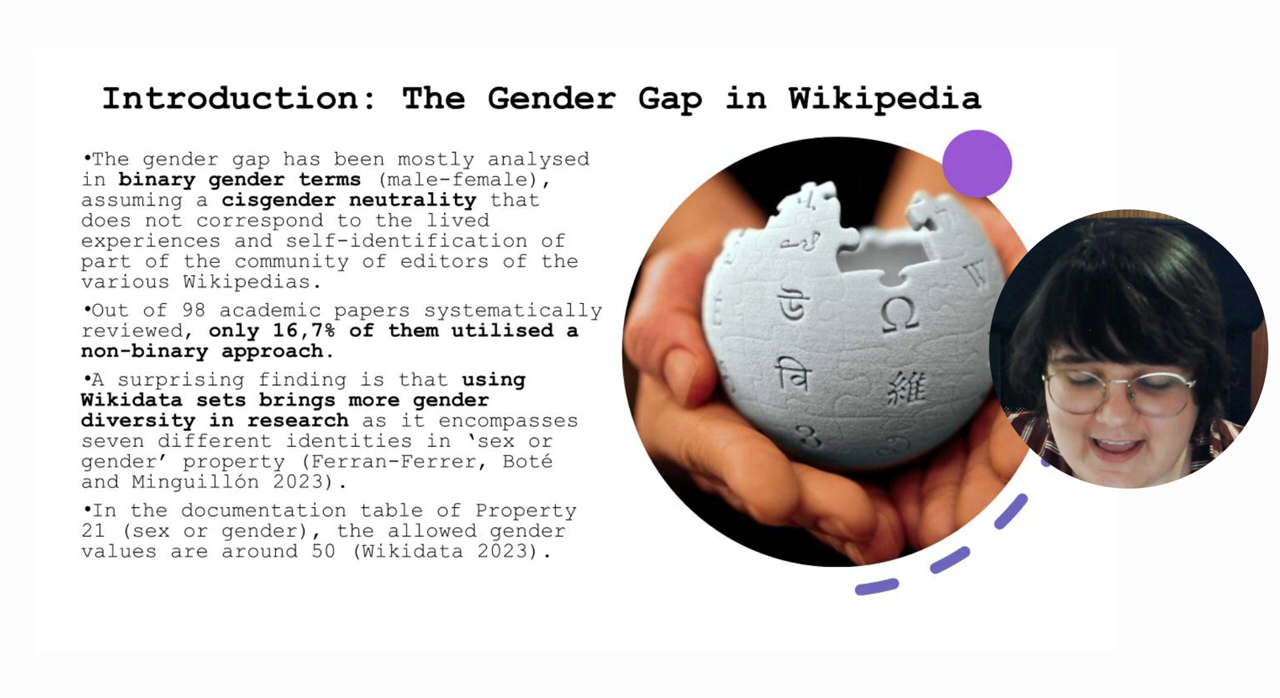 Introduction: The Gender Gap in Wikipedia
•The gender gap has been mostly analysed
in binary gender terms (male-female),
assuming a cisgender neutrality that
does not correspond to the lived
experiences and self-identification of
part of the community of editors of the
various Wikipedias.
•Out of 98 academic papers systematically
reviewed, only 16,7% of them utilised a
non-binary approach.
•A surprising finding is that using
Wikidata sets brings more gender
diversity in research as it encompasses
seven different identities in ‘sex or
gender’ property (Ferran-Ferrer, Boté
and Minguillón 2023).
•In the documentation table of Property
21 (sex or gender), the allowed gender
values are around 50 (Wikidata 2023).
Ω
W
वि
維